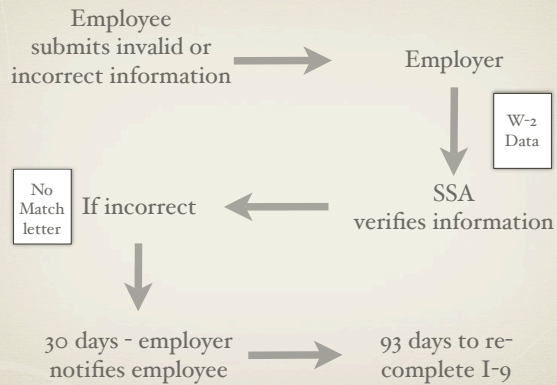 Employee
submits invalid or
incorrect information
Employer
W-2
Data
SSA
verifies information
No
Match
letter
If incorrect
30 days - employer
notifies employee
93 days to re-
complete I-9